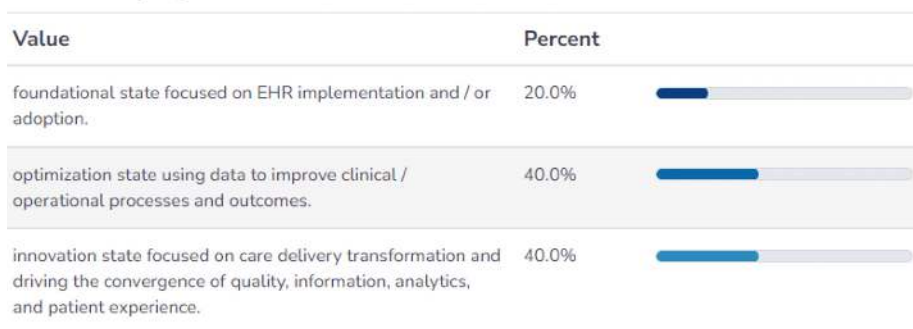 Value Percent
foundational state focused on EHR implementation and / or 20.0%
adoption.
optimization state using data to improve clinical / 40.0%
operational processes and outcomes.
innovation state focused on care delivery transformation and 40.0%
driving the convergence of quality, information, analytics,
and patient experience.